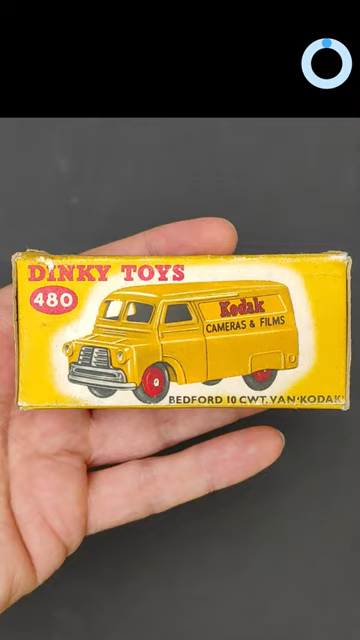 DINKY TOYS
480
Kodak
CAMERAS & FILMS
BEDFORD 10 CWT. VAN ‘KODAK’